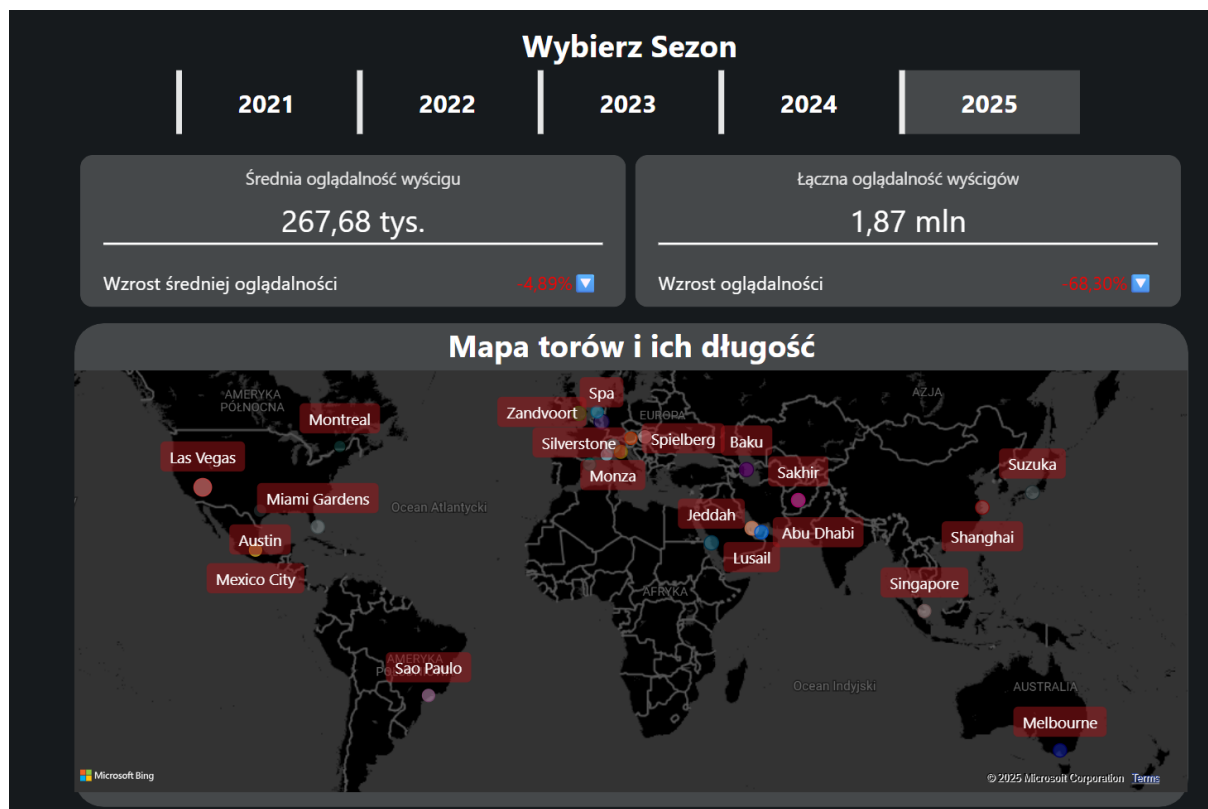 Wybierz Sezon
2021 2022 2023 2024 2025
Średnia oglądalność wyścigu
267,68 tys.
Wzrost średniej oglądalności -4,89%
Łączna oglądalność wyścigów
1,87 mln
Wzrost oglądalności -68,30%
Mapa torów i ich długość
AMERYKA
PÓŁNOCNA
Montreal
Las Vegas
Miami Gardens
Austin
Mexico City
Ocean Atlantycki
Spa
Zandvoort
EUROPA
Silverstone
Spielberg
Monza
Baku
AZJA
Sakhir
Suzuka
Jeddah
Abu Dhabi
Lusail
Shanghai
Singapore
AFRYKA
AMERYKA
Sao Paulo
Ocean Indyjski
AUSTRALIA
Melbourne
Microsoft Bing
© 2025 Microsoft Corporation Terms